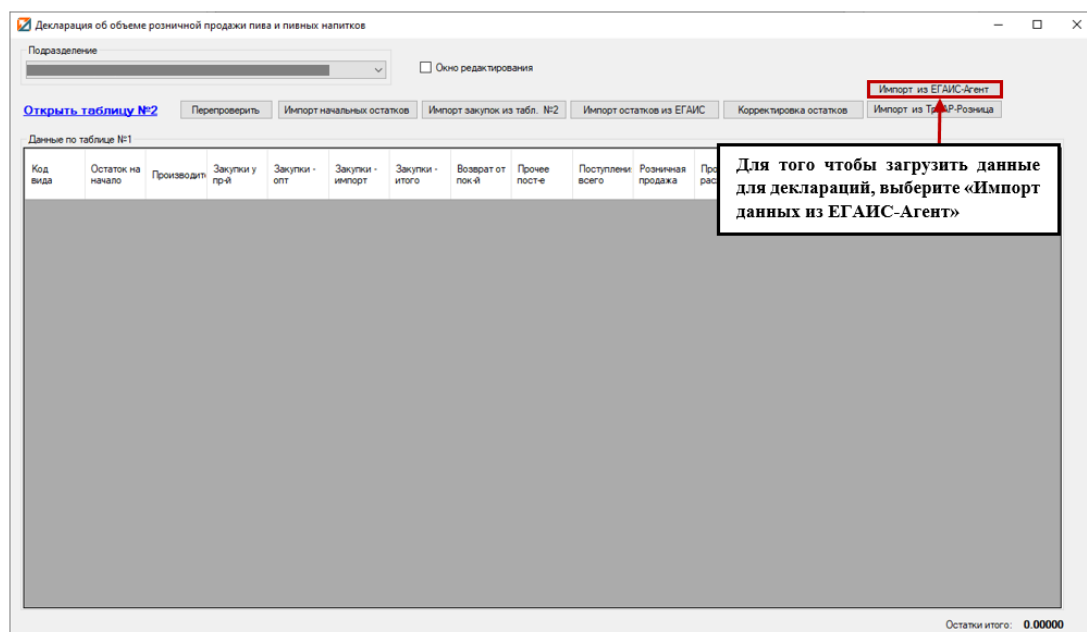 Декларация об объеме розничной продажи пива и пивных напитков
Подразделение
Окно редактирования
Импорт из ЕГАИС-Агент
Открыть таблицу №2
Перепроверить
Импорт начальных остатков
Импорт закупок из табл. №2
Импорт остатков из ЕГАИС
Корректировка остатков
Импорт из
Розница
Данные по таблице №1
Код
вида
Остаток на
начало
Производит
Закупки у
пр-й
Закупки -
опт
Закупки -
импорт
Закупки -
итого
Возврат от
пок-й
Прочее
пост-е
Поступлени
всего
Розничная
продажа
Для того чтобы загрузить данные
для деклараций, выберите «Импорт
данных из ЕГАИС-Агент»
Остатки итого: 0.00000